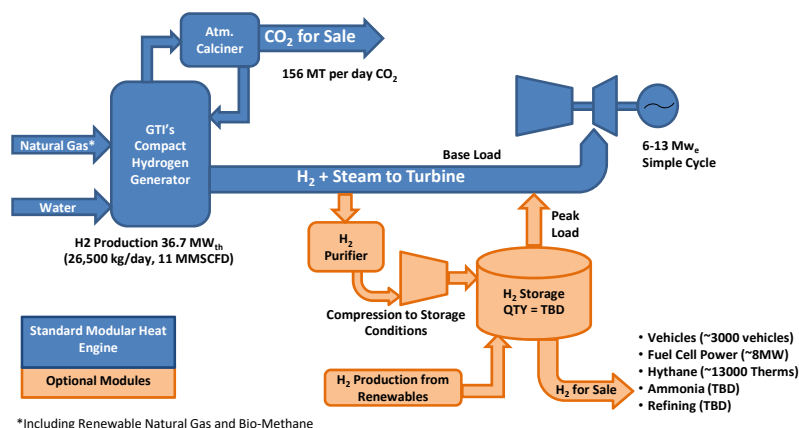 Atm.
Calciner
CO2 for Sale
156 MT per day CO2
GTI's
Compact
Hydrogen
Generator
Natural Gas*
Water
Base Load
H2 + Steam to Turbine
6-13 Mwe
Simple Cycle
H2 Production 36.7 MWth
(26,500 kg/day, 11 MMSCFD)
H2
Purifier
Peak
Load
H2 Storage
QTY = TBD
Compression to Storage
Conditions
Standard Modular Heat
Engine
Optional Modules
H2 Production from
Renewables
H2 for Sale
• Vehicles (~3000 vehicles)
• Fuel Cell Power (~8MW)
• Hythane (~13000 Therms)
• Ammonia (TBD)
• Refining (TBD)
*Including Renewable Natural Gas and Bio-Methane